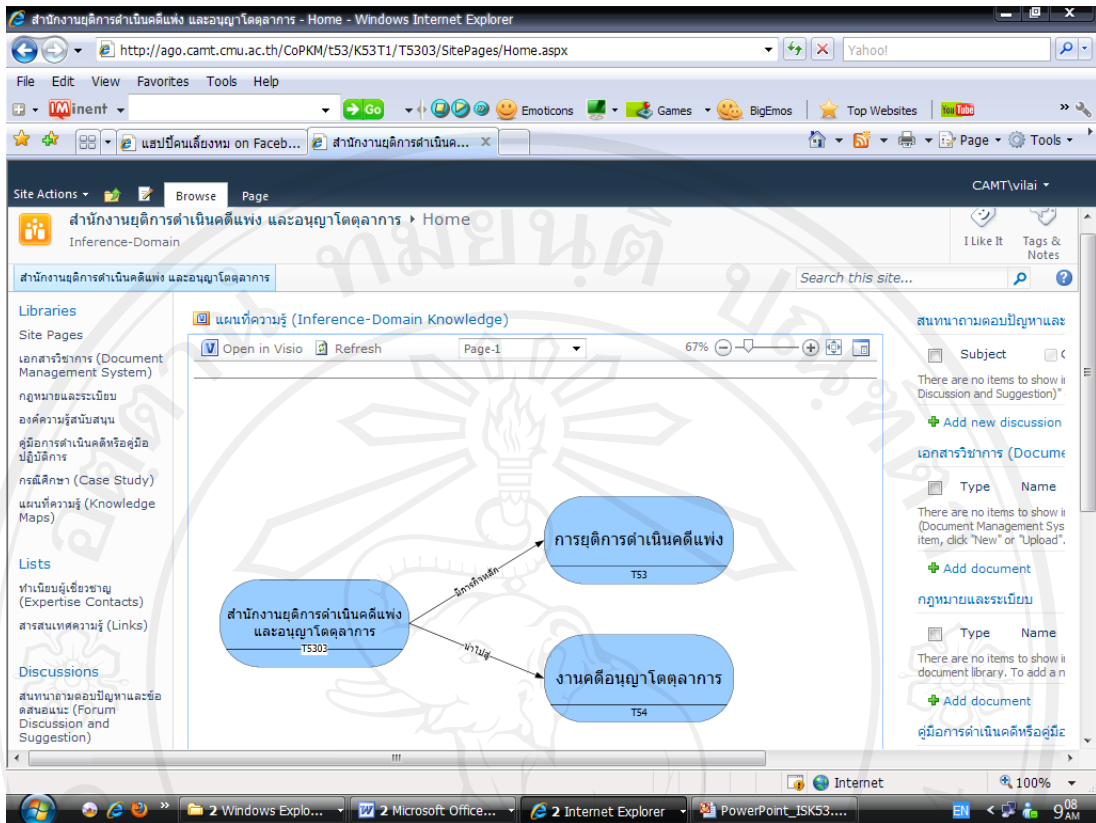 สำนักงานยุติการดำเนินคดีแพ่ง และอนุญาโตตุลาการ - Home - Windows Internet Explorer
http://ago.camt.cmu.ac.th/CoPKM/t53/K53T1/T5303/SitePages/Home.aspx
Yahoo!
File Edit View Favorites Tools Help
iminent Go Emoticons Games BigEmos Top Websites YouTube
แฮปปี้คนเลี้ยงหม on Faceb... สำนักงานยุติการดำเนินค... X Page Tools
CAMT\vilai
Site Actions Browse Page
สำนักงานยุติการดำเนินคดีแพ่ง และอนุญาโตตุลาการ Home
Inference-Domain
I Like It Tags &
Notes
สำนักงานยุติการดำเนินคดีแพ่ง และอนุญาโตตุลาการ
Search this site...
Libraries
Site Pages
เอกสารวิชาการ (Document
Management System)
กฎหมายและระเบียบ
องค์ความรู้สนับสนุน
คู่มือการดำเนินคดีหรือคู่มือ
ปฏิบัติการ
กรณีศึกษา (Case Study)
แผนที่ความรู้ (Knowledge
Maps)
Lists
ทำเนียบผู้เชี่ยวชาญ
(Expertise Contacts)
สารสนเทศความรู้ (Links)
Discussions
สนทนาถามตอบปัญหาและข้อ
ดสนอแนะ (Forum
Discussion and
Suggestion)
แผนที่ความรู้ (Inference-Domain Knowledge)
Open in Visio Refresh Page-1 67%
สำนักงานยุติการดำเนินคดีแพ่ง
และอนุญาโตตุลาการ
T5303
มีภารกิจหลัก
นำไปสู่
การยุติการดำเนินคดีแพ่ง
T53
งานคดีอนุญาโตตุลาการ
T54
สนทนาถามตอบปัญหาและ
Subject
There are no items to show i
Discussion and Suggestion)"
Add new discussion
เอกสารวิชาการ (Docume
Type Name
There are no items to show i
(Document Management Sys
item, click "New" or "Upload".
Add document
กฎหมายและระเบียบ
Type Name
There are no items to show i
document library. To add a n
Add document
คู่มือการดำเนินคดีหรือคู่มือ
Internet 100%
2 Windows Explo... 2 Microsoft Office... 2 Internet Explorer PowerPoint_ISK53.... EN 9 08 AM